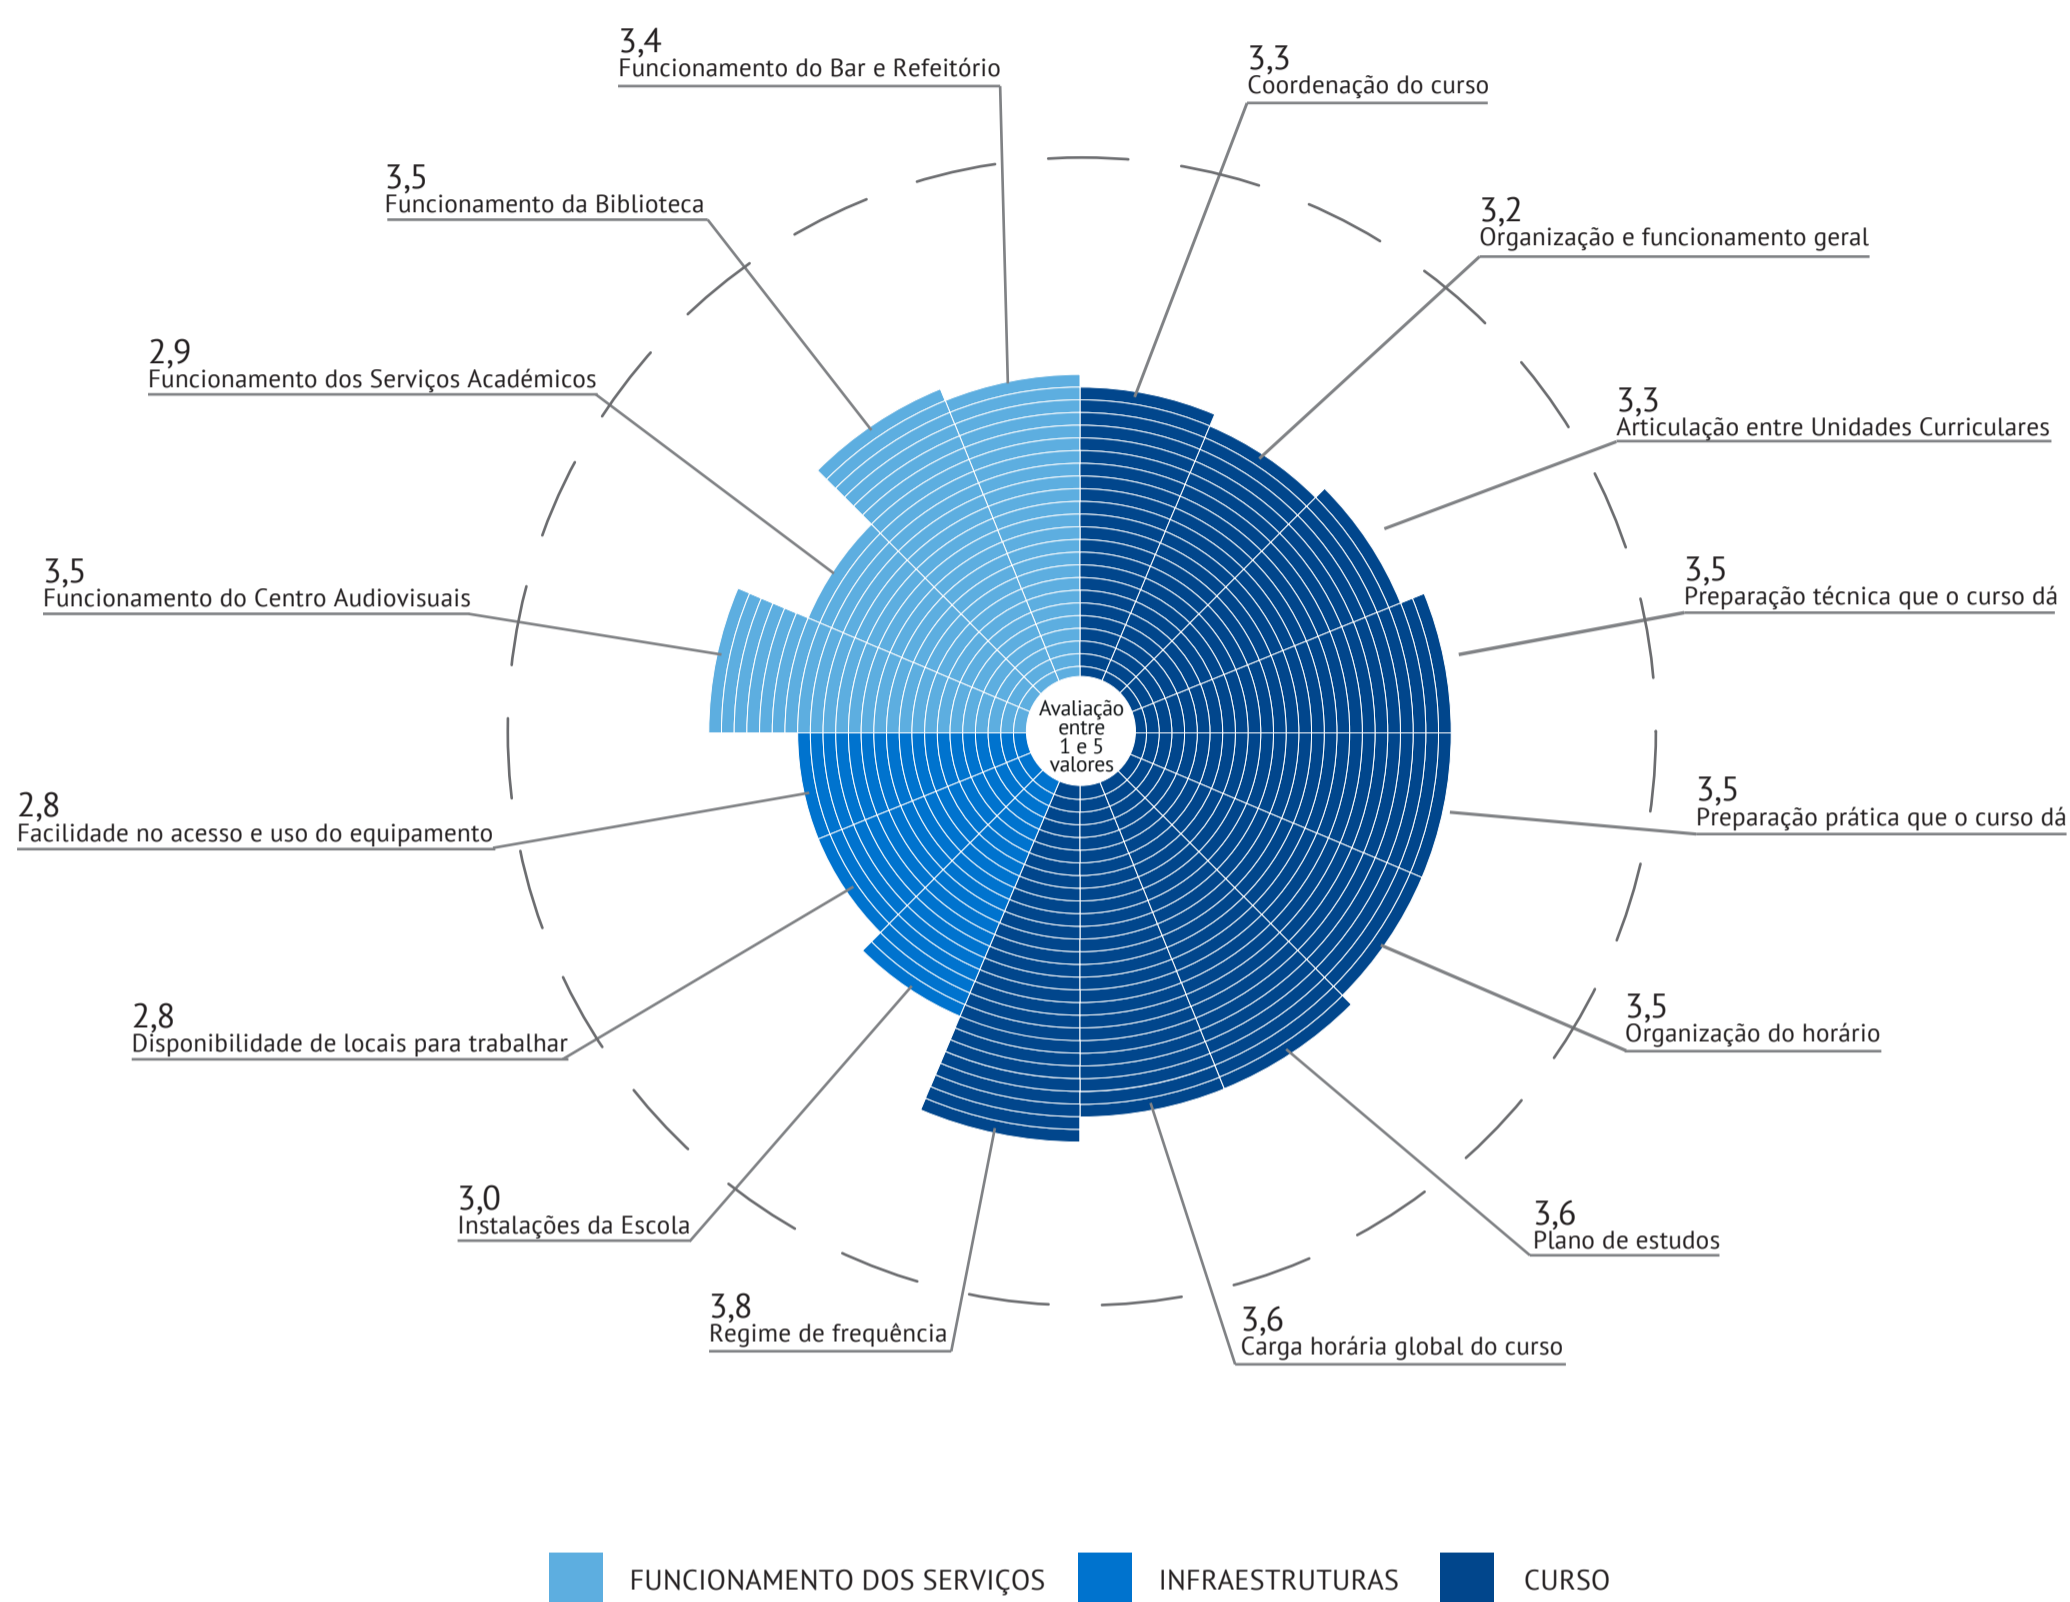 3,4
Funcionamento do Bar e Refeitório
3,3
Coordenação do curso
3,5
Funcionamento da Biblioteca
3,2
Organização e funcionamento geral
2,9
Funcionamento dos Serviços Académicos
3,3
Articulação entre Unidades Curriculares
3,5
Funcionamento do Centro Audiovisuais
3,5
Preparação técnica que o curso dá
Avaliação
entre
1 e 5
valores
2,8
Facilidade no acesso e uso do equipamento
3,5
Preparação prática que o curso dá
2,8
Disponibilidade de locais para trabalhar
3,5
Organização do horário
3,0
Instalações da Escola
3,6
Plano de estudos
3,8
Regime de frequência
3,6
Carga horária global do curso
FUNCIONAMENTO DOS SERVIÇOS
INFRAESTRUTURAS
CURSO